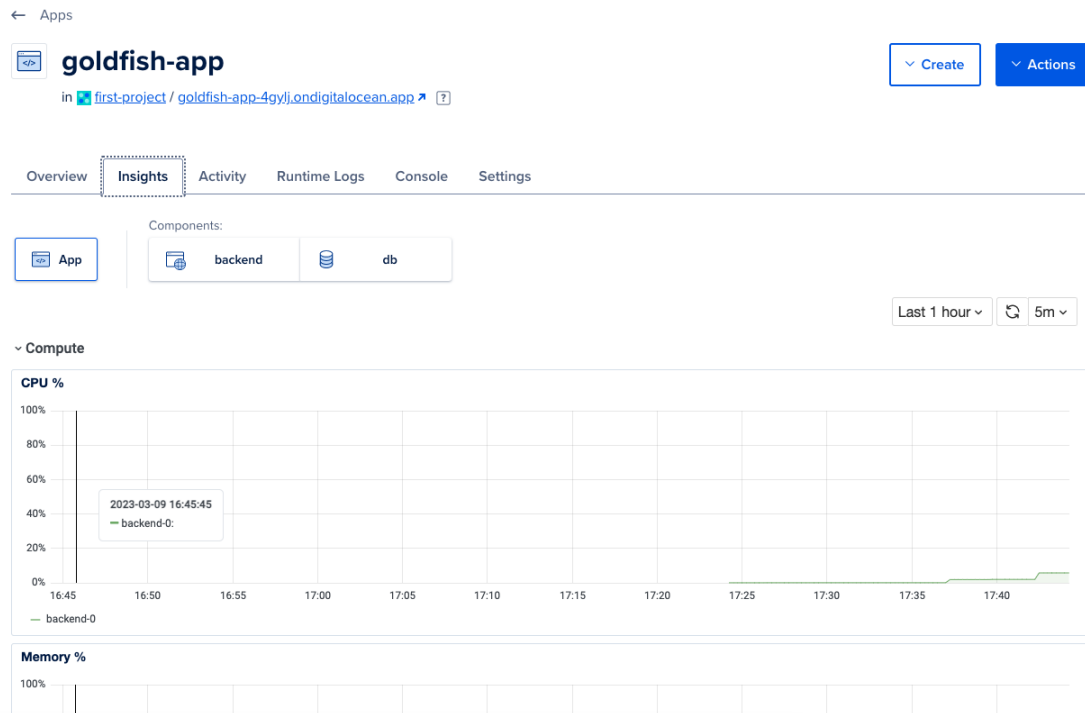 ← Apps
goldfish-app
Create
Actions
in first-project / goldfish-app-4gylj.ondigitalocean.app ?
Overview Insights Activity Runtime Logs Console Settings
Components:
App backend db
Last 1 hour 5m
Compute
CPU %
100%
80%
60%
40%
20%
0%
2023-03-09 16:45:45
backend-0:
16:45 16:50 16:55 17:00 17:05 17:10 17:15 17:20 17:25 17:30 17:35 17:40
backend-0
Memory %
100%